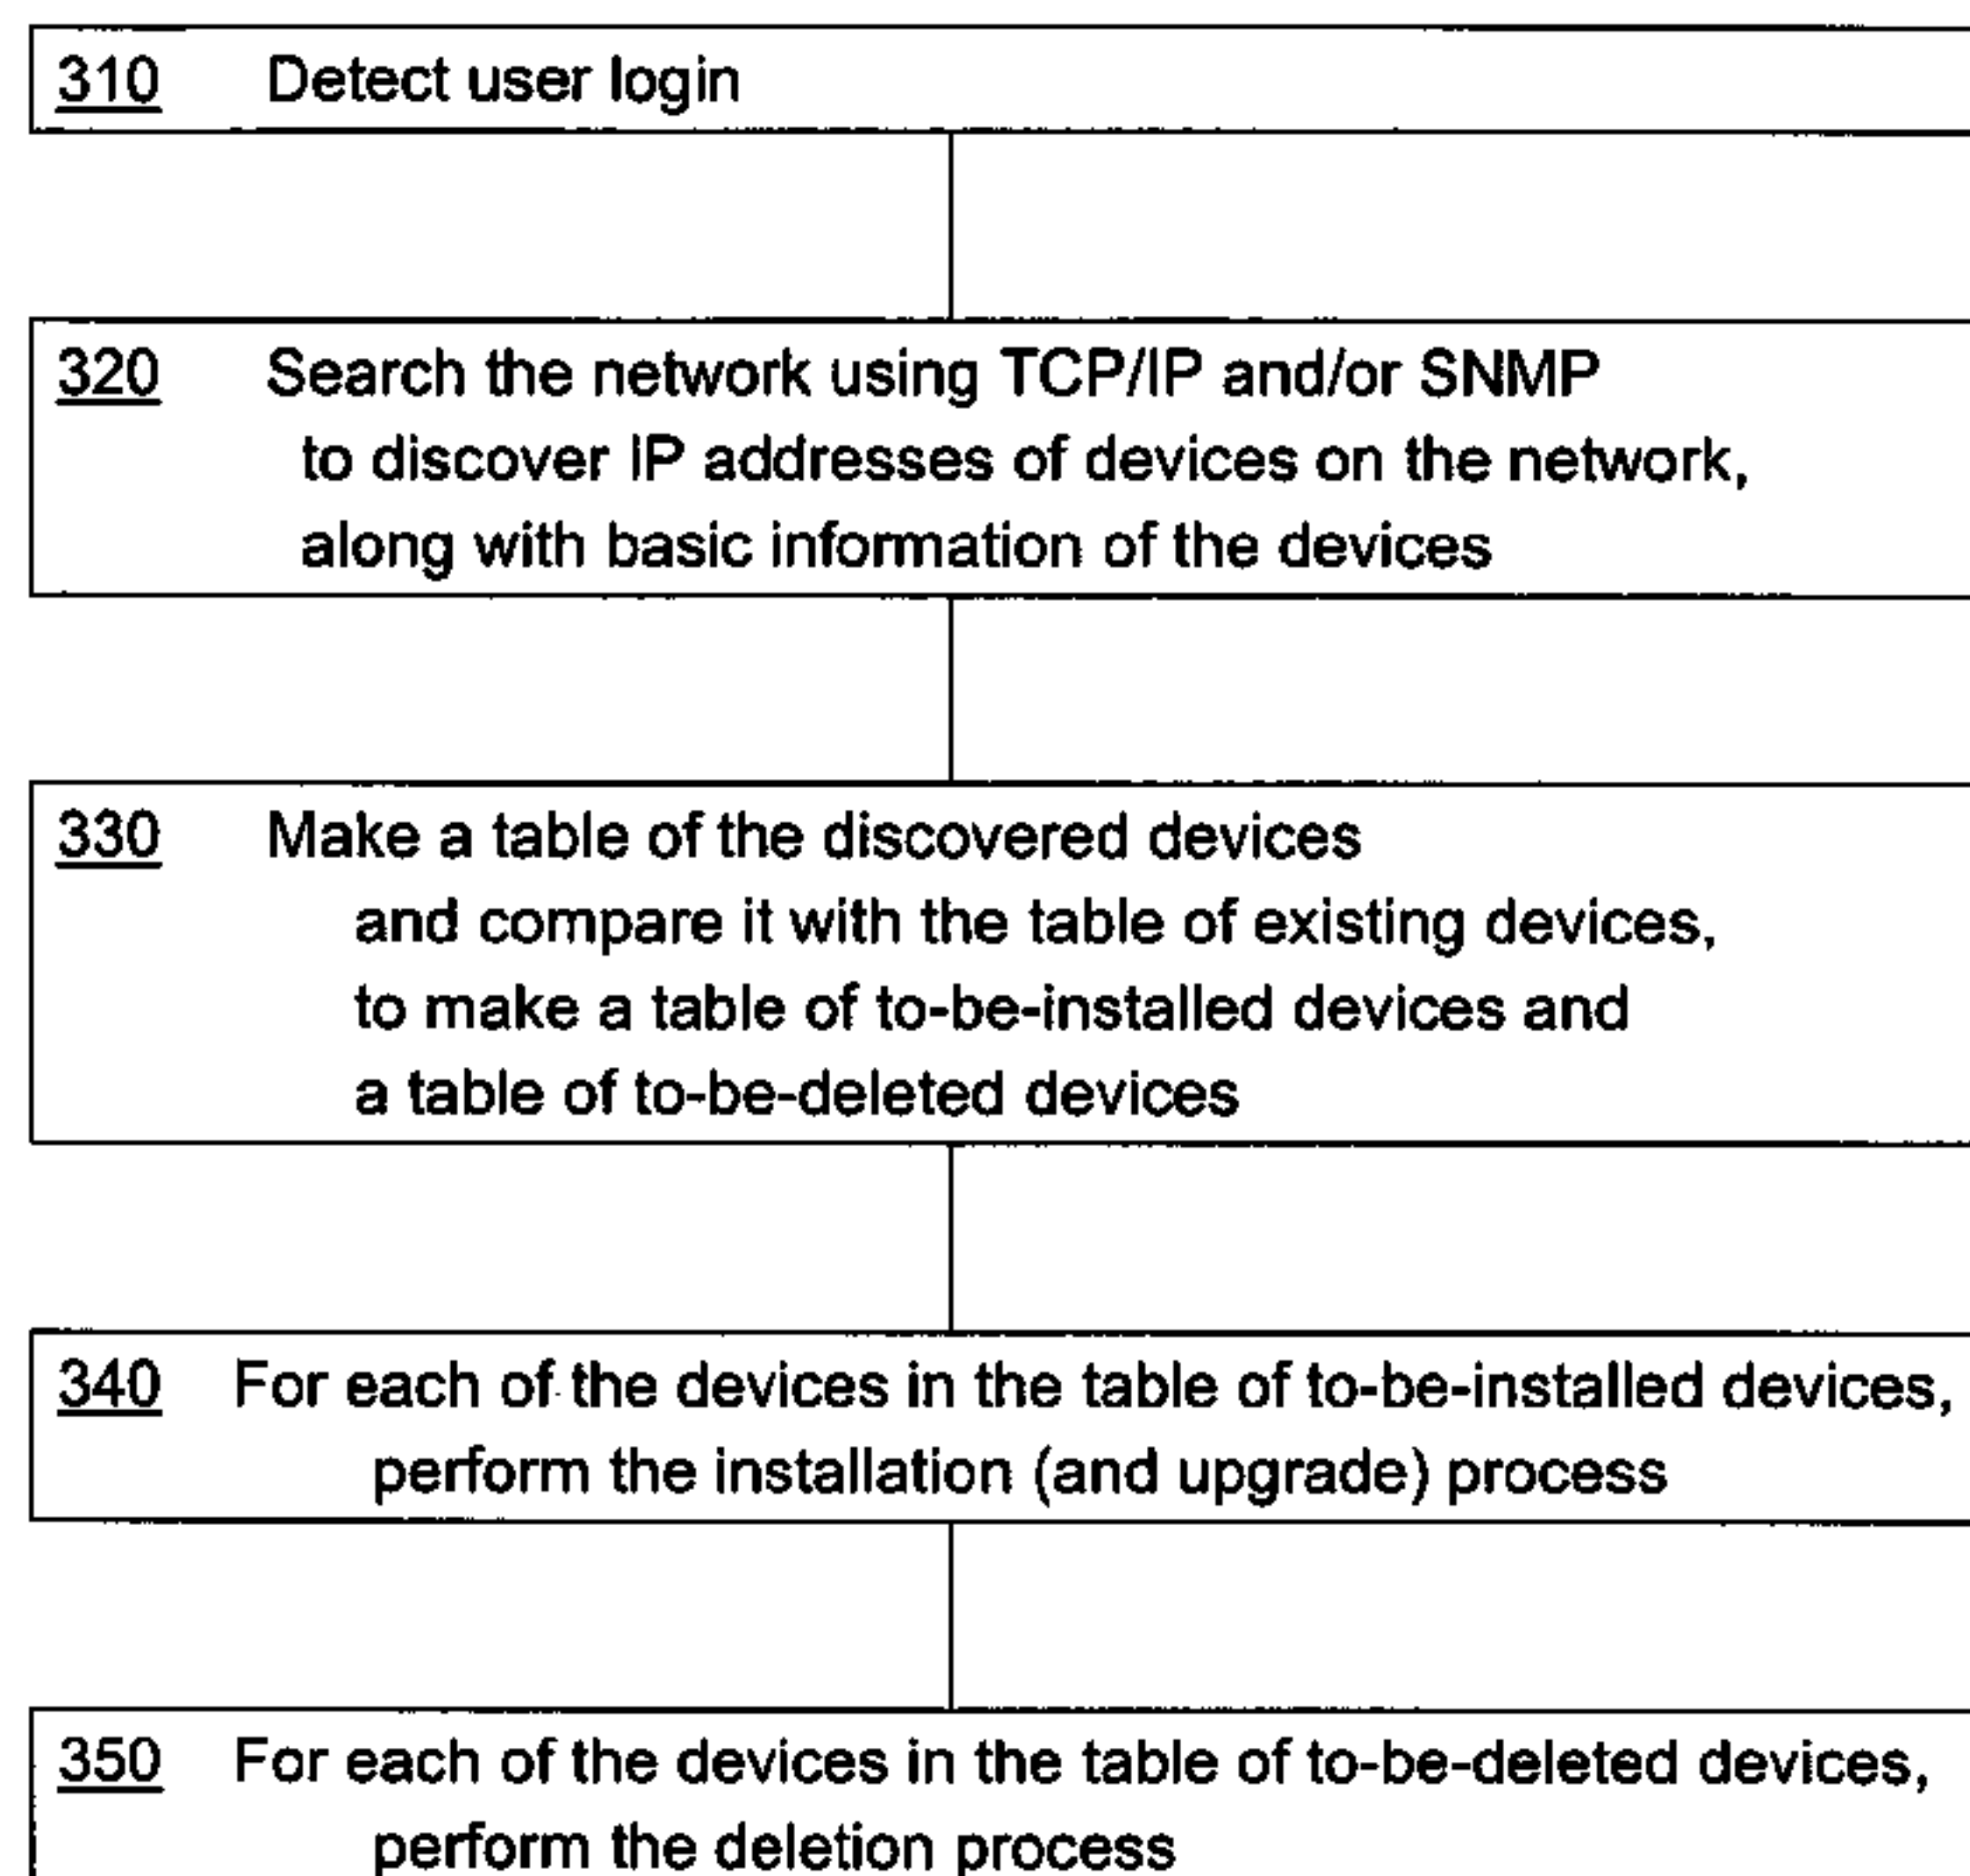 310 Detect user login
320 Search the network using TCP/IP and/or SNMP
to discover IP addresses of devices on the network,
along with basic information of the devices
330 Make a table of the discovered devices
and compare it with the table of existing devices,
to make a table of to-be-installed devices and
a table of to-be-deleted devices
340 For each of the devices in the table of to-be-installed devices,
perform the installation (and upgrade) process
350 For each of the devices in the table of to-be-deleted devices,
perform the deletion process